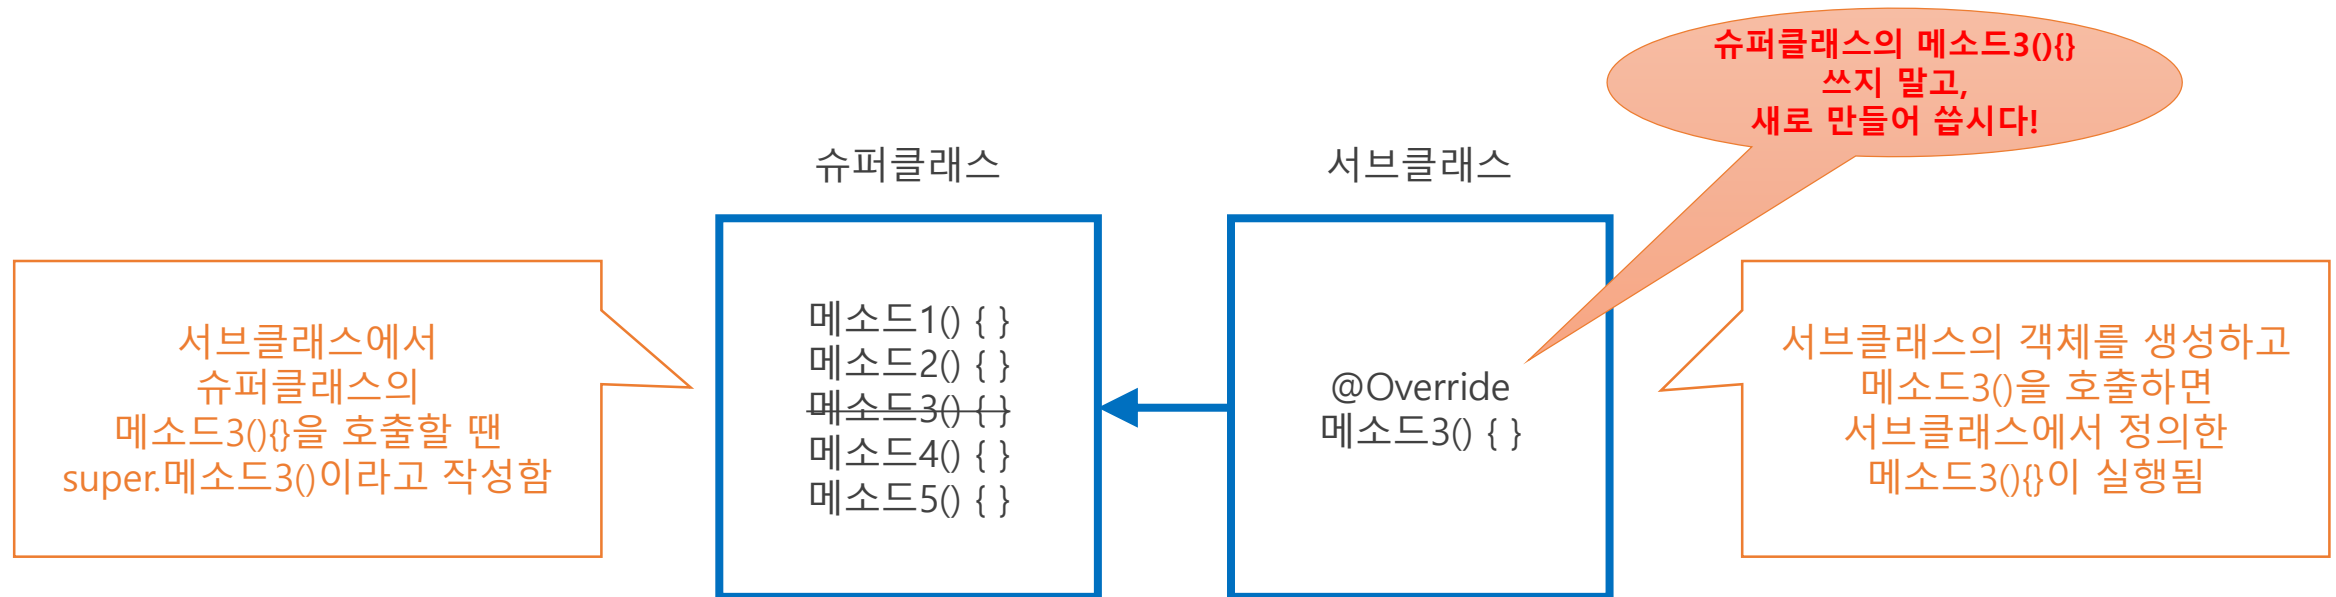 슈퍼클래스의 메소드3(){}
쓰지 말고,
새로 만들어 씁시다!
슈퍼클래스
서브클래스
서브클래스에서
슈퍼클래스의
메소드3(){}을 호출할 땐
super.메소드3()이라고 작성함
메소드1() { }
메소드2() { }
메소드3() { }
메소드4() { }
메소드5() { }
@Override
메소드3() { }
서브클래스의 객체를 생성하고
메소드3()을 호출하면
서브클래스에서 정의한
메소드3(){}이 실행됨